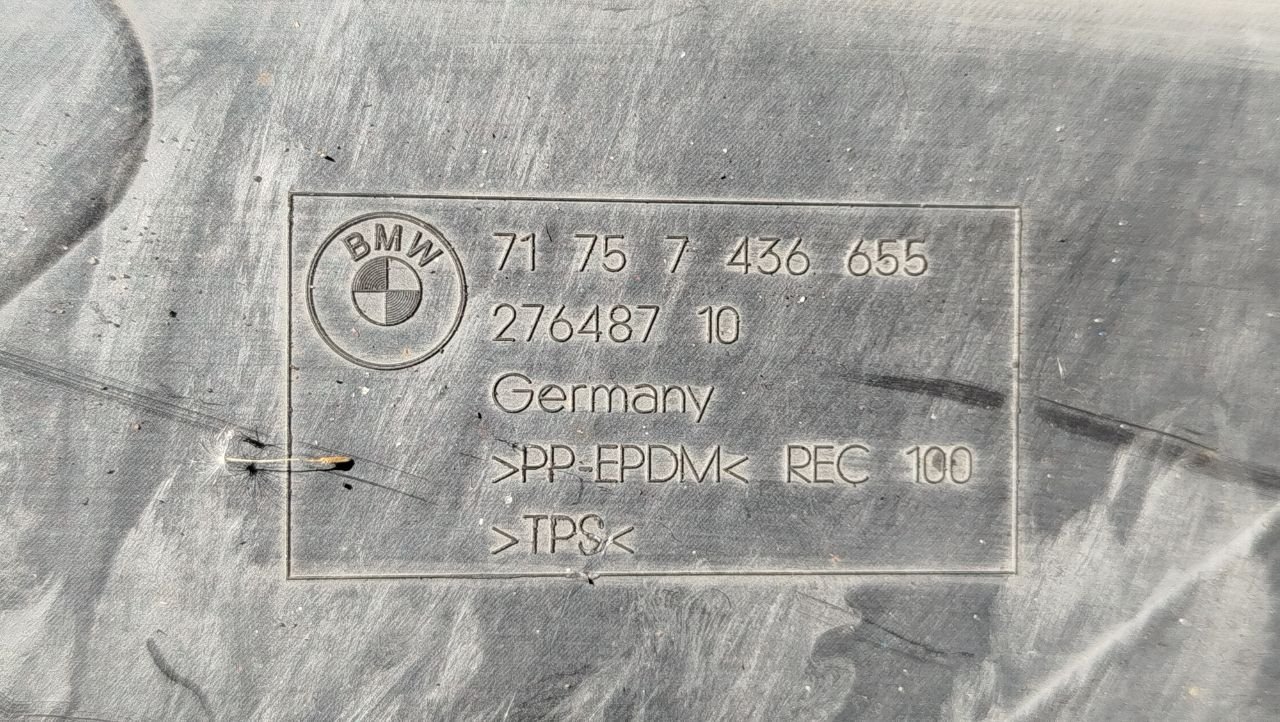 BMW
71 75 7 436 655
276487 10
Germany
>PP-EPDM< REC 100
>TPS<